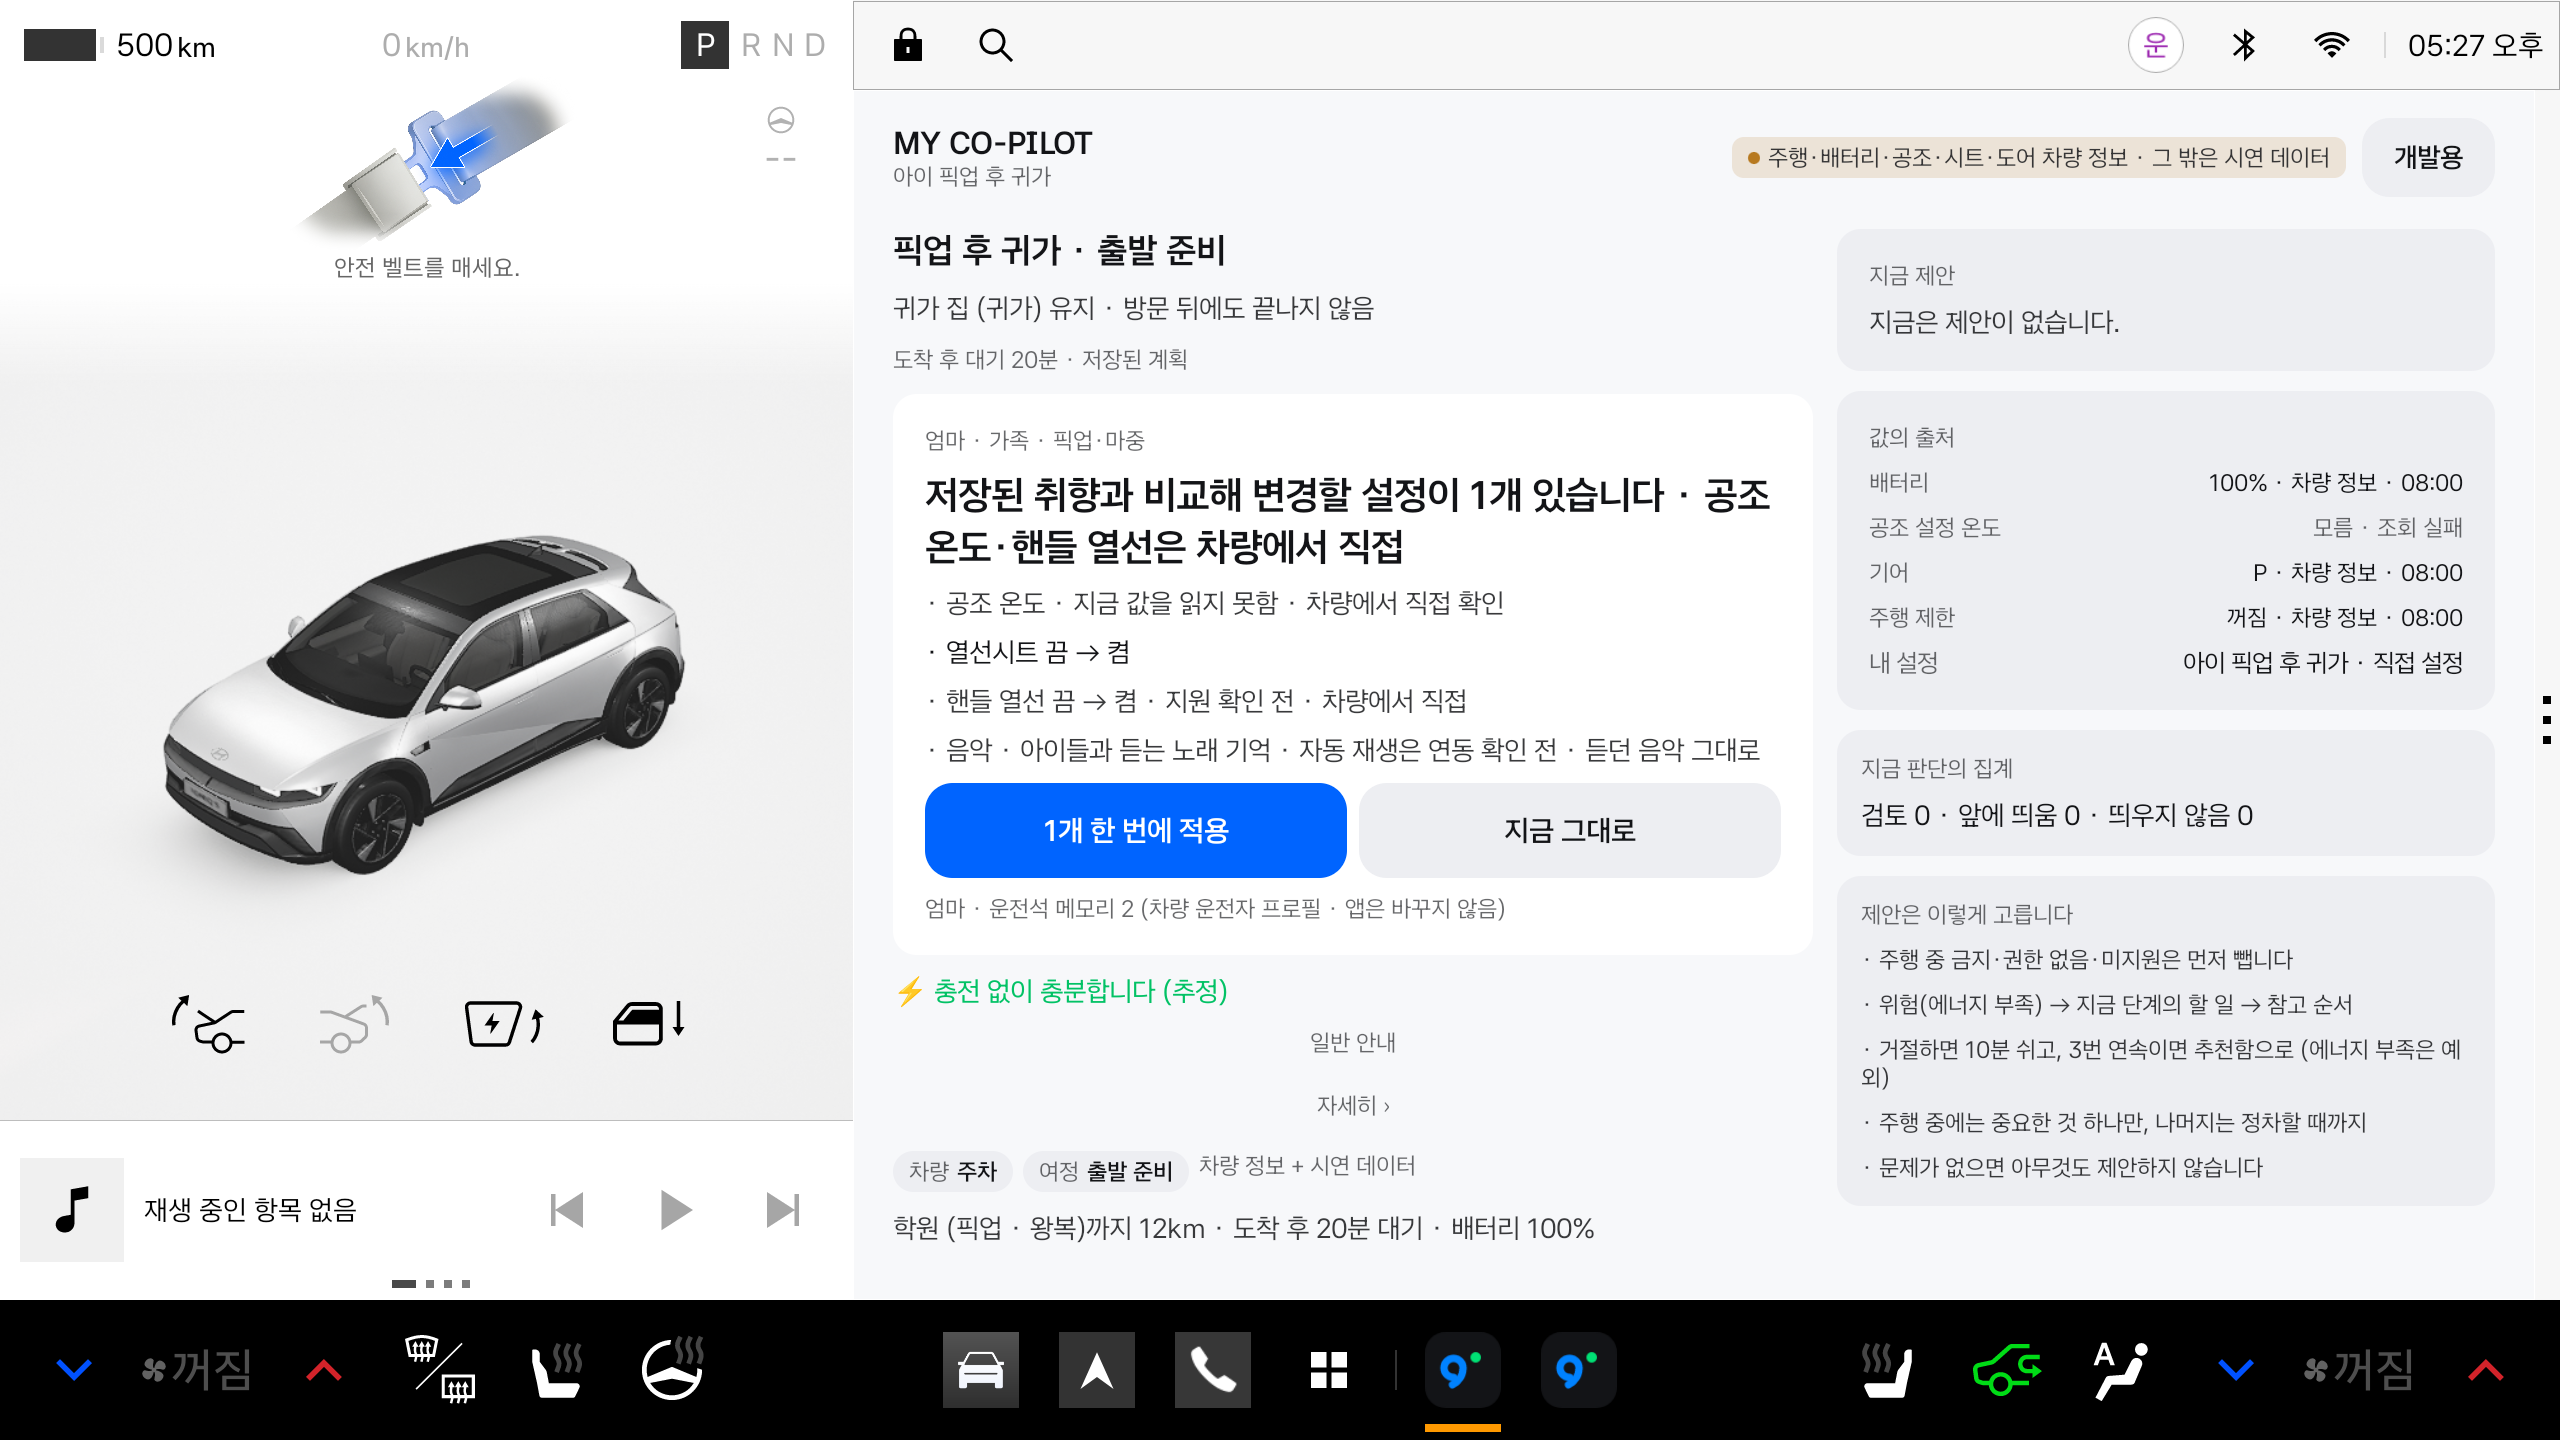 500 km
0 km/h
P R N D
안전 벨트를 매세요.
재생 중인 항목 없음
운
05:27 오후
MY CO-PILOT
아이 픽업 후 귀가
주행·배터리·공조·시트·도어 차량 정보 · 그 밖은 시연 데이터
개발용
픽업 후 귀가 · 출발 준비
귀가 집 (귀가) 유지 · 방문 뒤에도 끝나지 않음
도착 후 대기 20분 · 저장된 계획
엄마 · 가족 · 픽업·마중
저장된 취향과 비교해 변경할 설정이 1개 있습니다 · 공조
온도·핸들 열선은 차량에서 직접
· 공조 온도 · 지금 값을 읽지 못함 · 차량에서 직접 확인
· 열선시트 끔 → 켬
· 핸들 열선 끔 → 켬 · 지원 확인 전 · 차량에서 직접
· 음악 · 아이들과 듣는 노래 기억 · 자동 재생은 연동 확인 전 · 듣던 음악 그대로
1개 한 번에 적용
지금 그대로
엄마 · 운전석 메모리 2 (차량 운전자 프로필 · 앱은 바꾸지 않음)
⚡ 충전 없이 충분합니다 (추정)
일반 안내
자세히 ›
차량 주차
여정 출발 준비
차량 정보 + 시연 데이터
학원 (픽업 · 왕복)까지 12km · 도착 후 20분 대기 · 배터리 100%
지금 제안
지금은 제안이 없습니다.
값의 출처
배터리 100% · 차량 정보 · 08:00
공조 설정 온도 모름 · 조회 실패
기어 P · 차량 정보 · 08:00
주행 제한 꺼짐 · 차량 정보 · 08:00
내 설정 아이 픽업 후 귀가 · 직접 설정
지금 판단의 집계
검토 0 · 앞에 띄움 0 · 띄우지 않음 0
제안은 이렇게 고릅니다
· 주행 중 금지·권한 없음·미지원은 먼저 뺍니다
· 위험(에너지 부족) → 지금 단계의 할 일 → 참고 순서
· 거절하면 10분 쉬고, 3번 연속이면 추천함으로 (에너지 부족은 예
외)
· 주행 중에는 중요한 것 하나만, 나머지는 정차할 때까지
· 문제가 없으면 아무것도 제안하지 않습니다
꺼짐
A
꺼짐